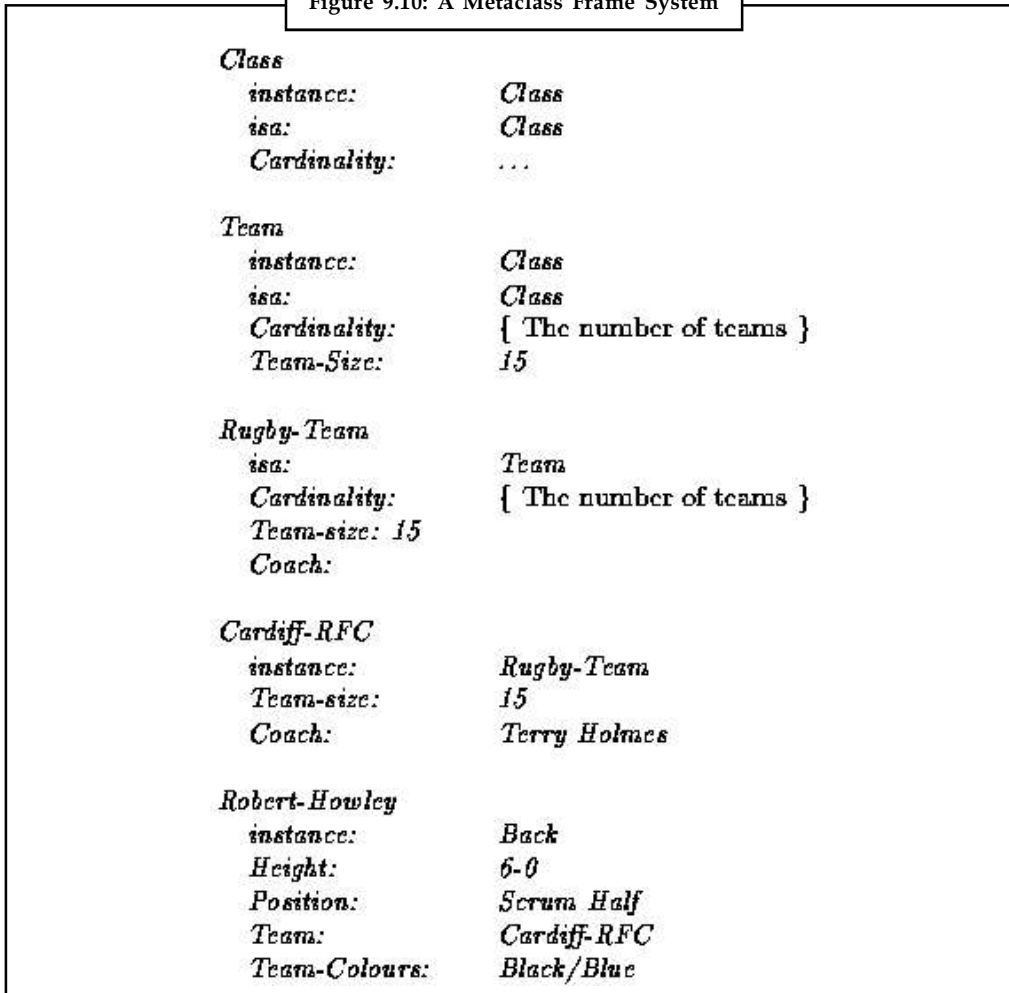 Figure 9.10: A Metaclass Frame System
Class
instance: Class
isa: Class
Cardinality: ...
Team
instance: Class
isa: Class
Cardinality: { The number of teams }
Team-Size: 15
Rugby-Team
isa: Team
Cardinality: { The number of teams }
Team-size: 15
Coach:
Cardiff-RFC
instance: Rugby-Team
Team-size: 15
Coach: Terry Holmes
Robert-Howley
instance: Back
Height: 6-0
Position: Scrum Half
Team: Cardiff-RFC
Team-Colours: Black/Blue